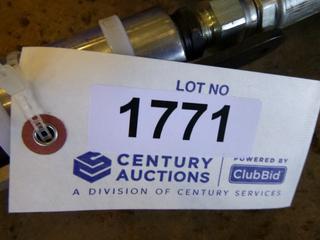 LOT NO
1771
CENTURY
AUCTIONS
POWERED BY
ClubBid
A DIVISION OF CENTURY SERVICES